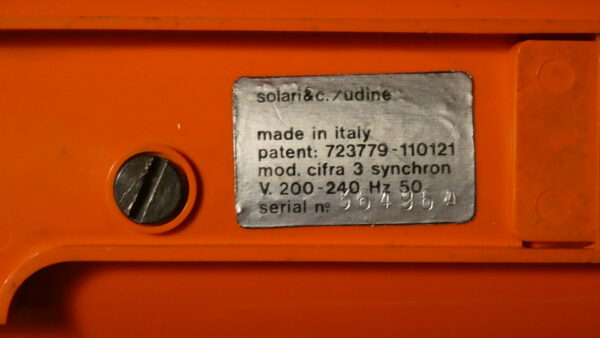 solari&c./udine
made in italy
patent: 723779-110121
mod. cifra 3 synchron
V. 200-240 Hz 50
serial nº